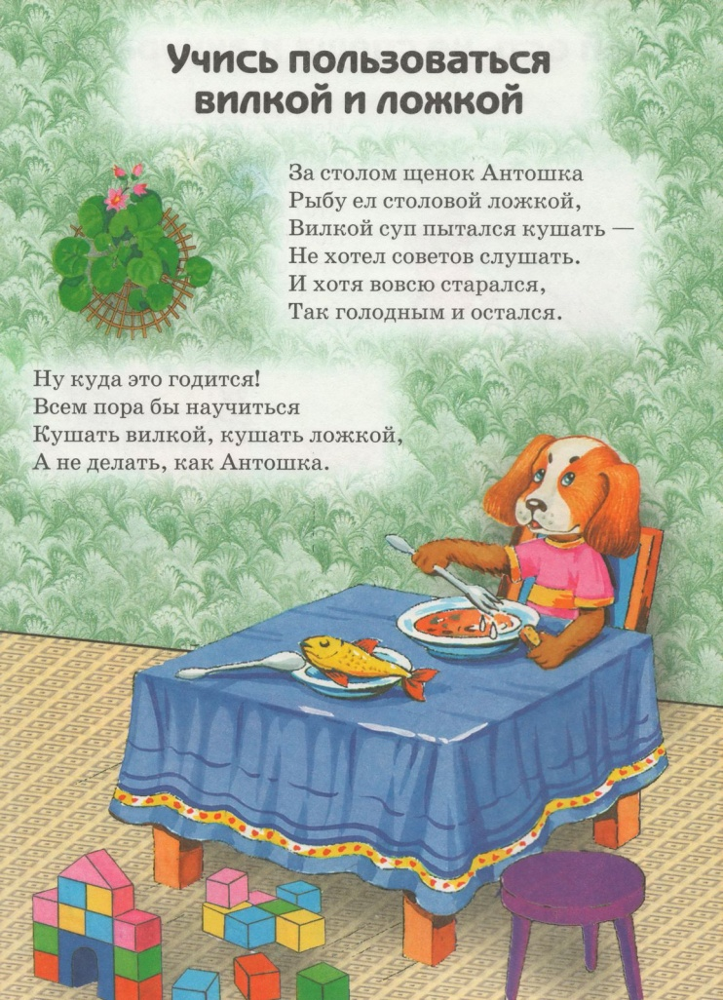 Учись пользоваться
вилкой и ложкой
За столом щенок Антошка
Рыбу ел столовой ложкой,
Вилкой суп пытался кушать —
Не хотел советов слушать.
И хотя вовсю старался,
Так голодным и остался.
Ну куда это годится!
Всем пора бы научиться
Кушать вилкой, кушать ложкой,
А не делать, как Антошка.